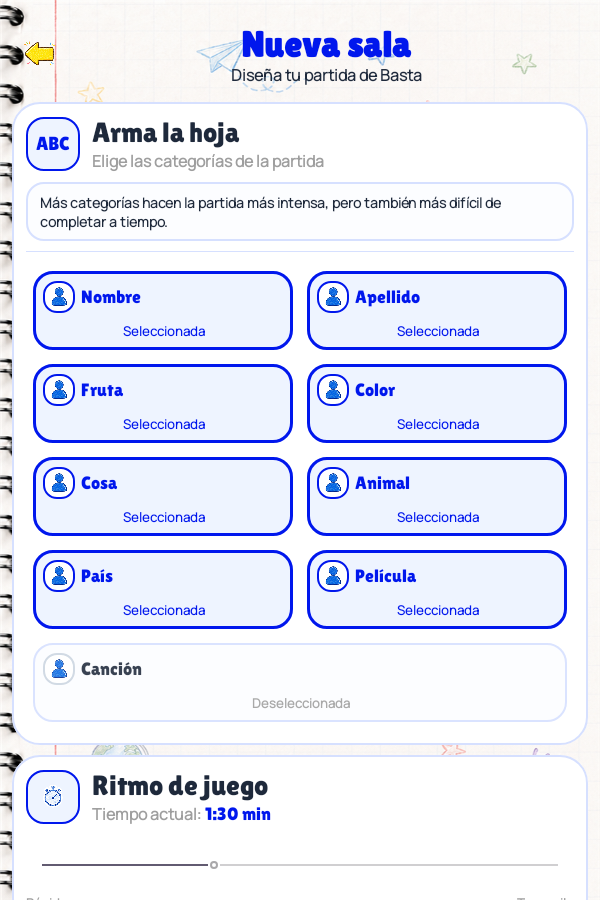 Nueva sala
Diseña tu partida de Basta
ABC
Arma la hoja
Elige las categorías de la partida
Más categorías hacen la partida más intensa, pero también más difícil de
completar a tiempo.
Nombre
Seleccionada
Apellido
Seleccionada
Fruta
Seleccionada
Color
Seleccionada
Cosa
Seleccionada
Animal
Seleccionada
País
Seleccionada
Película
Seleccionada
Canción
Deseleccionada
Ritmo de juego
Tiempo actual: 1:30 min